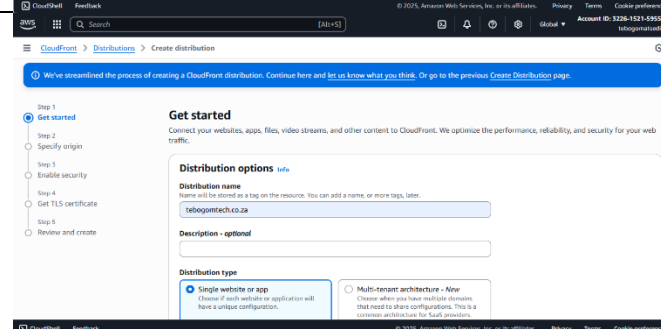 CloudShell Feedback © 2025, Amazon Web Services, Inc. or its affiliates. Privacy Terms Cookie preferen
aws Search [Alt+S] Global Account ID: 3226-1521-5955
CloudFront > Distributions > Create distribution
We've streamlined the process of creating a CloudFront distribution. Continue here and let us know what you think. Or go to the previous Create Distribution page.
Step 1
Get started
Step 2
Specify origin
Step 3
Enable security
Step 4
Get TLS certificate
Step 5
Review and create
Get started
Connect your websites, apps, files, video streams, and other content to CloudFront. We optimize the performance, reliability, and security for your web
traffic.
Distribution options Info
Distribution name
Name will be stored as a tag on the resource. You can add a name, or more tags, later.
tebogomtech.co.za
Description - optional
Distribution type
Single website or app
Choose if each website or application will
have a unique configuration.
Multi-tenant architecture - New
Choose when you have multiple domains
that need to share configurations. This is a
common architecture for SaaS providers.
CloudShell Feedback © 2025, Amazon Web Services, Inc. or its affiliates. Privacy Terms Cookie preferen